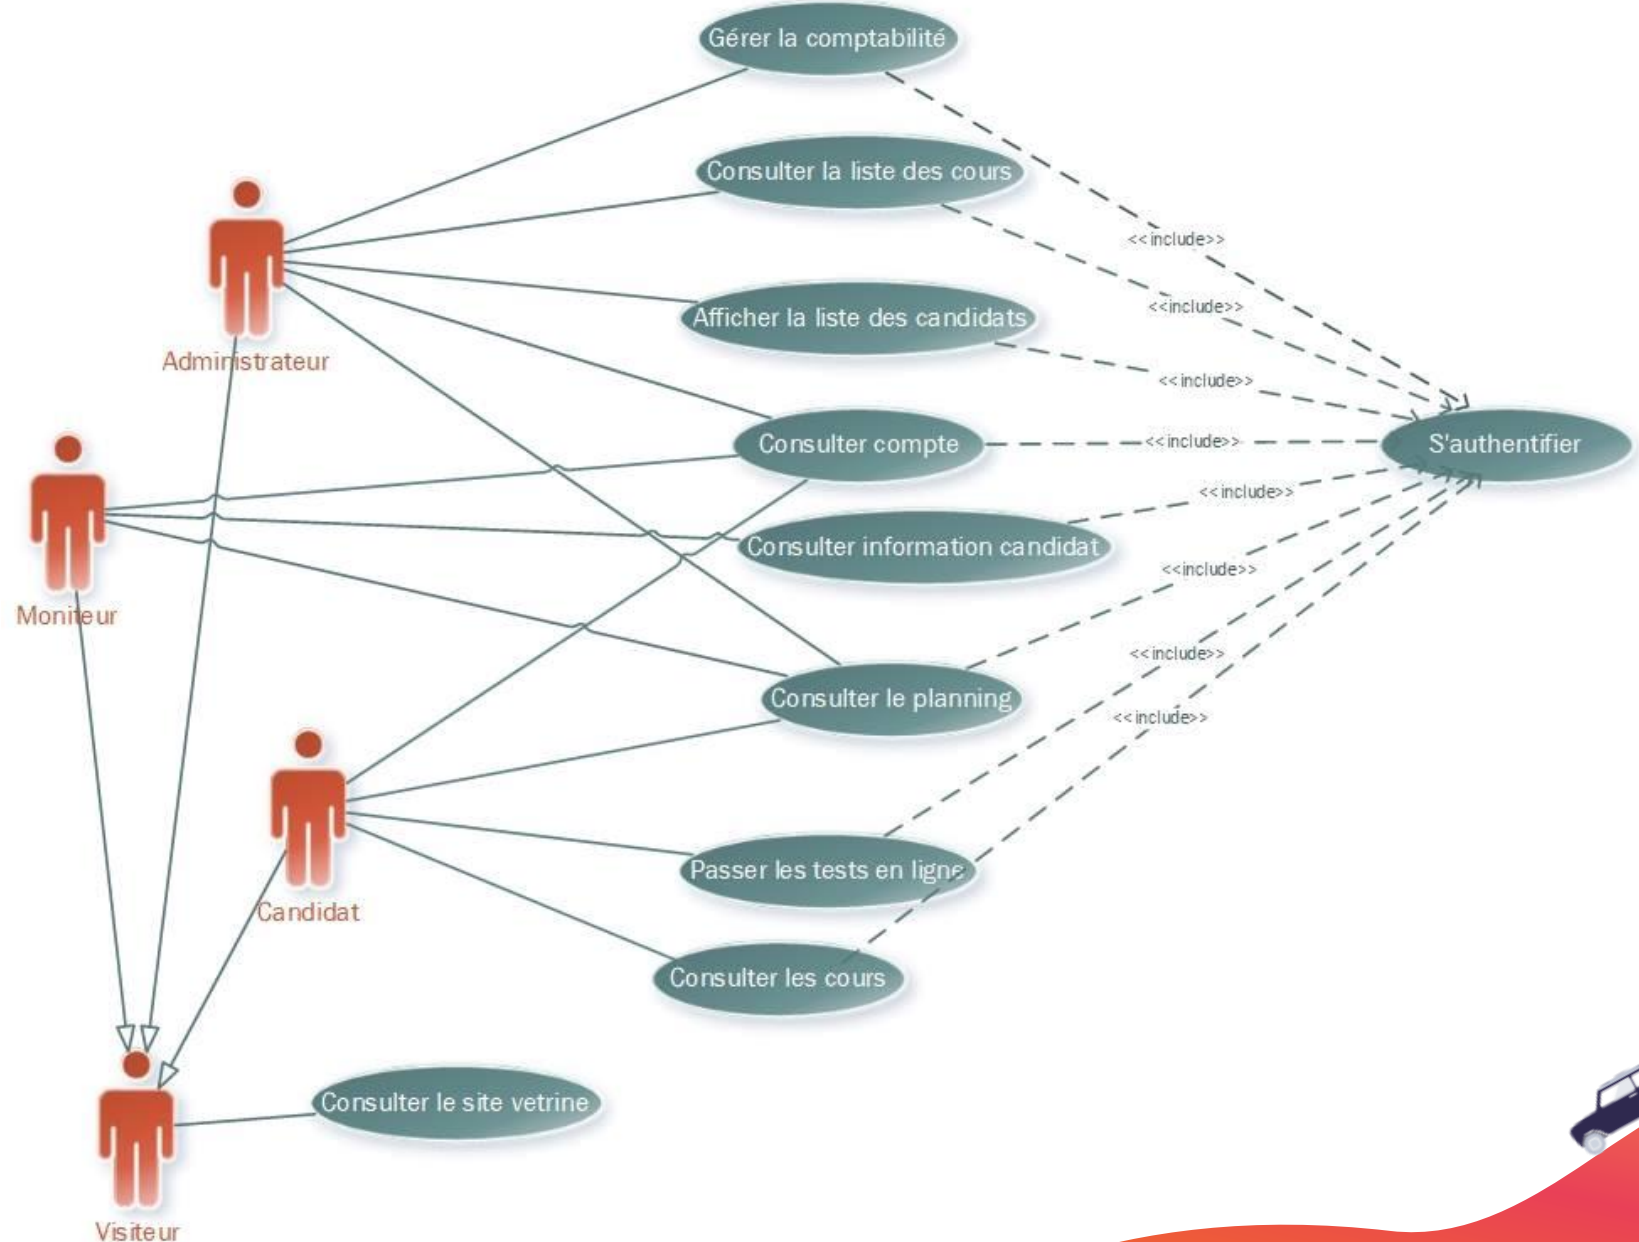 Gérer la comptabilité
Consulter la liste des cours
<<include>>
<<include>>
Afficher la liste des candidats
Administrateur
<<include>>
Consulter compte
<<include>>
S'authentifier
<<include>>
Consulter information candidat
<<include>>
Moniteur
<<include>>
Consulter le planning
<<include>>
Passer les tests en ligne
Candidat
Consulter les cours
Consulter le site vetrine
Visiteur